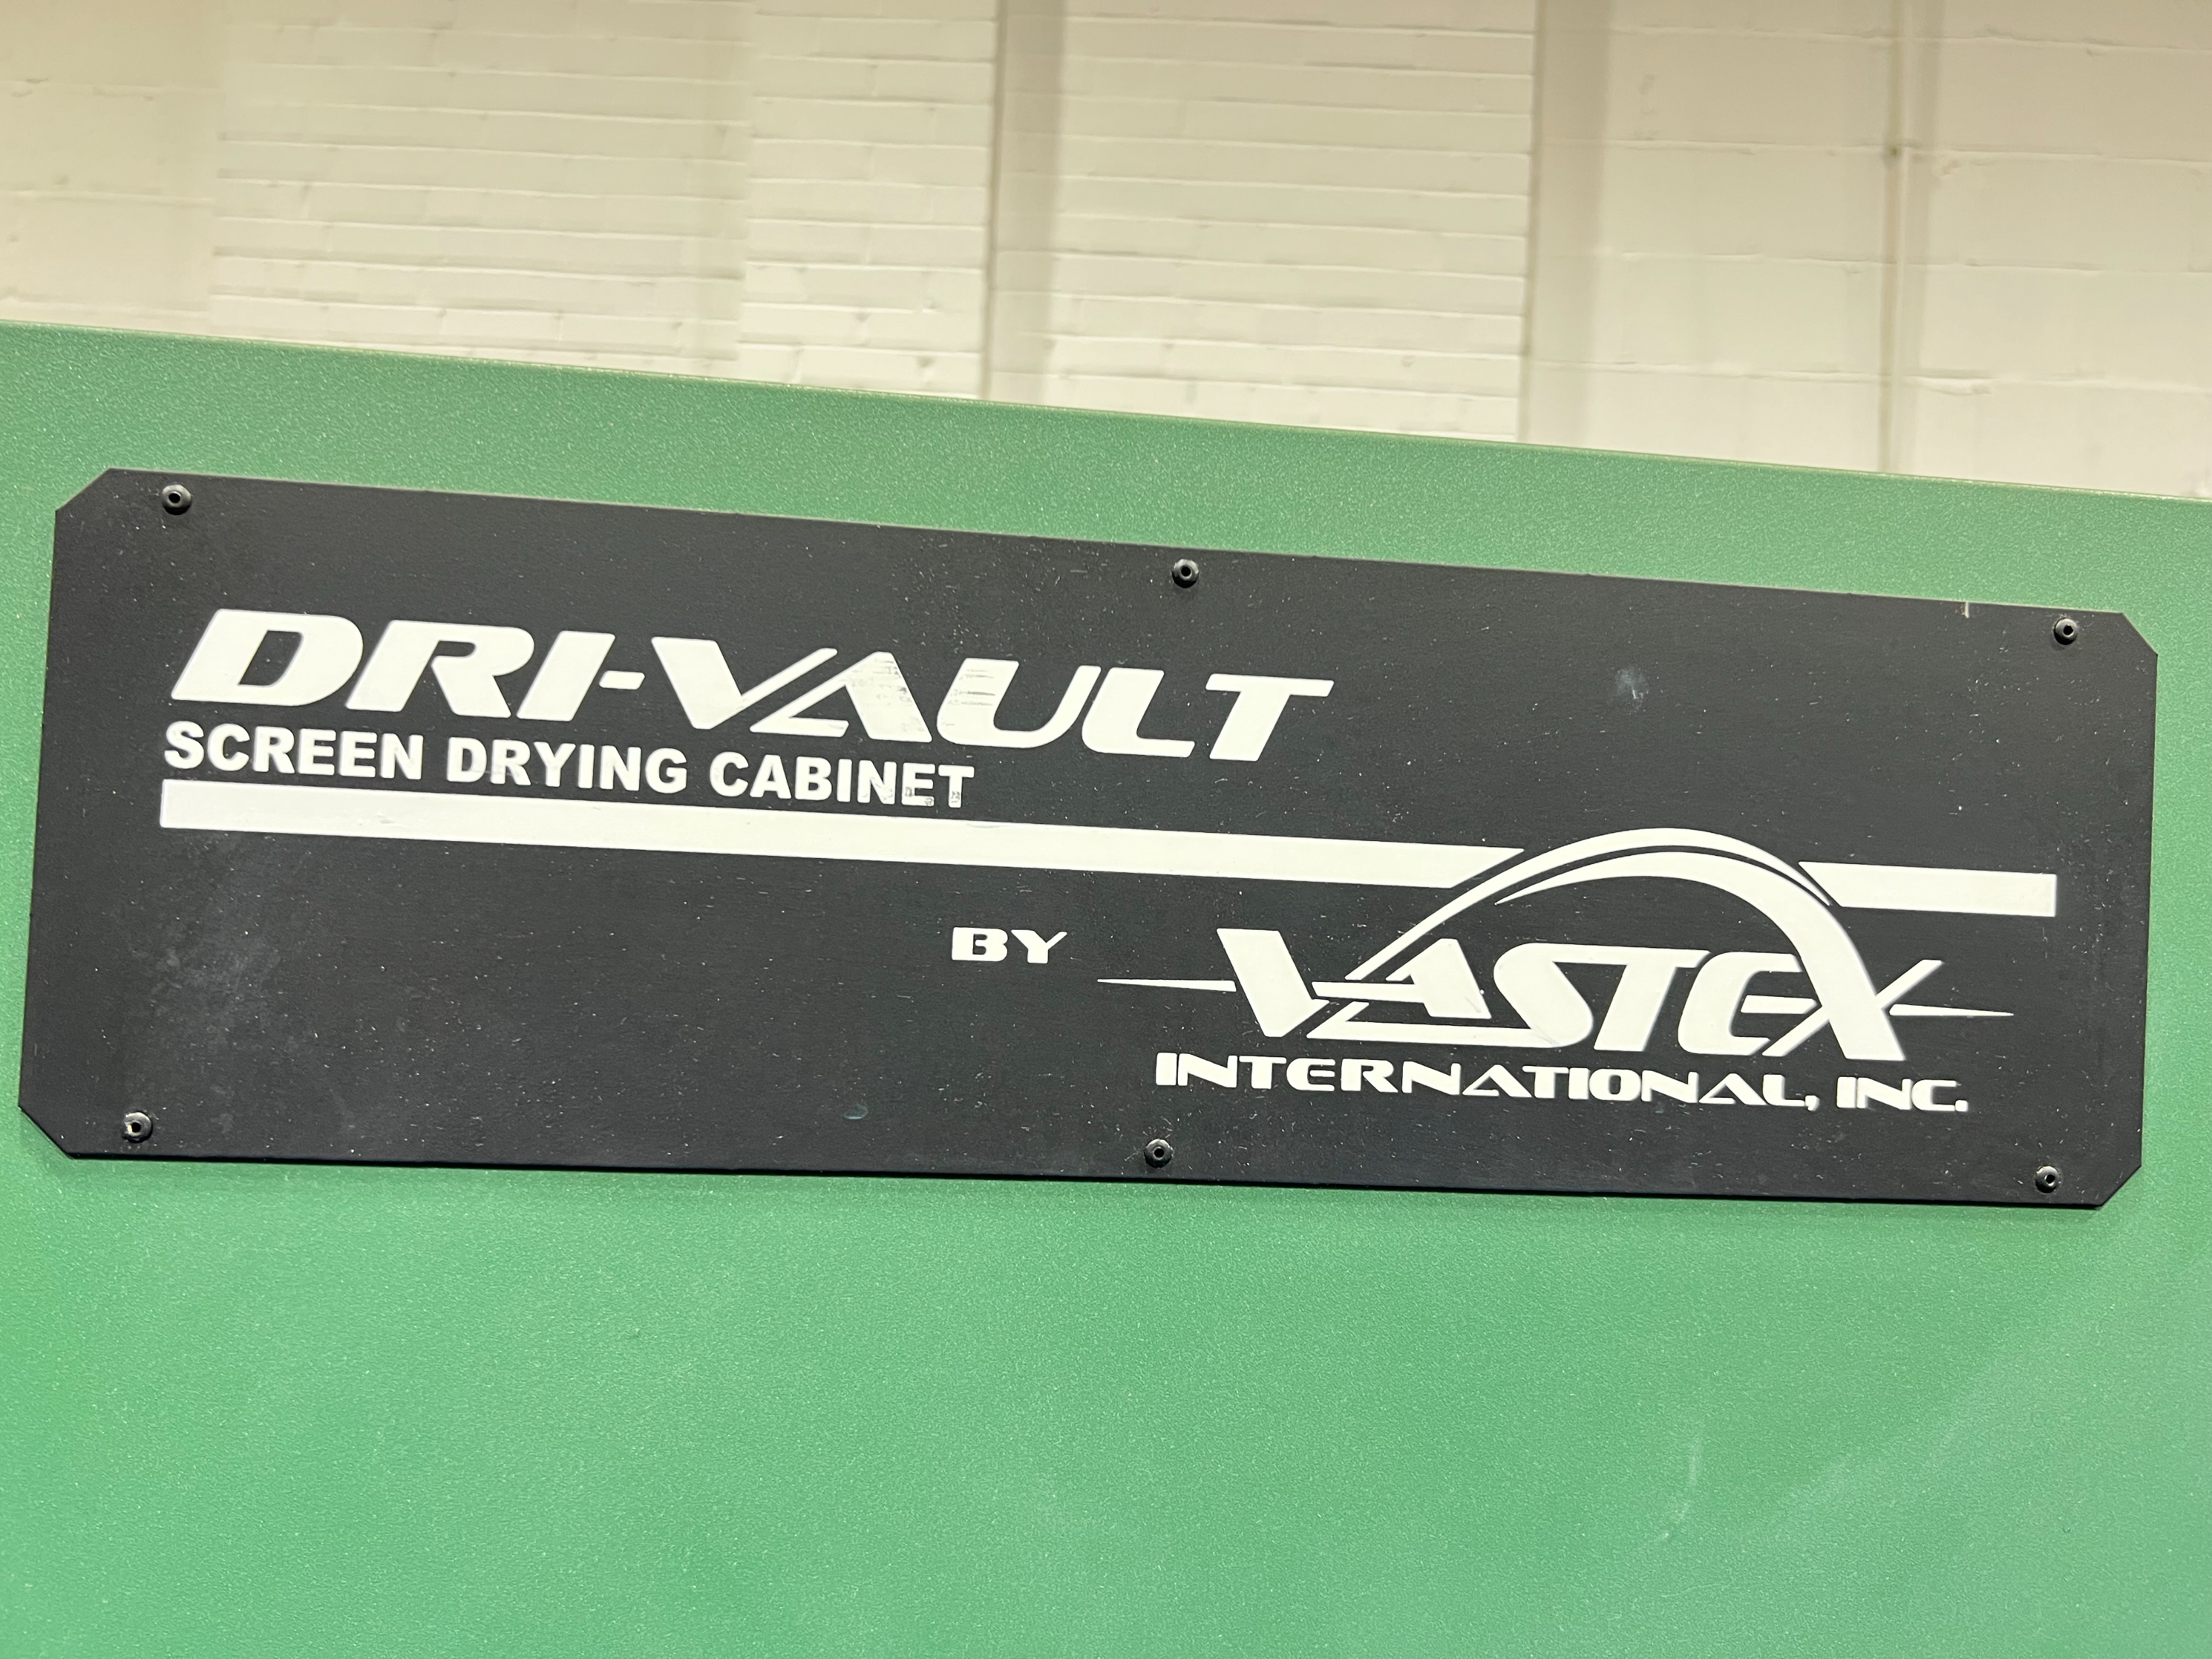 DRI-VAULT
SCREEN DRYING CABINET
BY VASTEX
INTERNATIONAL, INC.